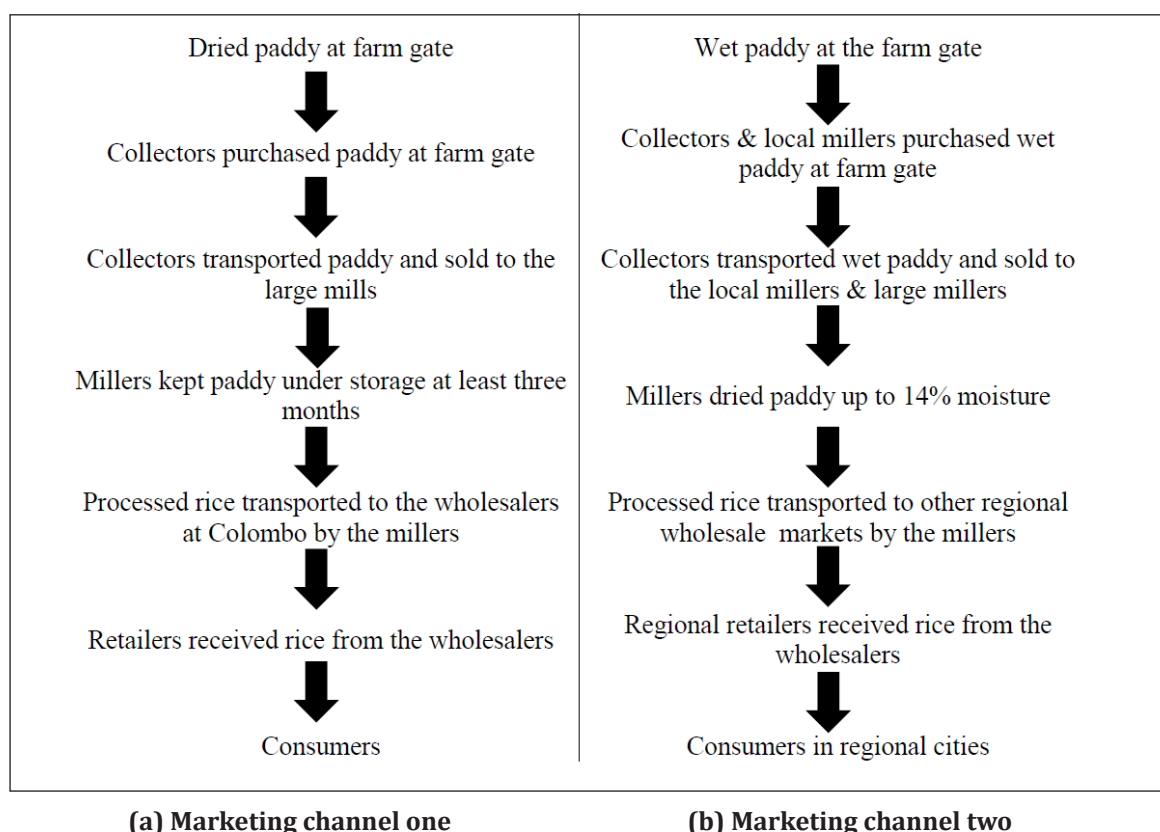 Dried paddy at farm gate
Collectors purchased paddy at farm gate
Collectors transported paddy and sold to the
large mills
Millers kept paddy under storage at least three
months
Processed rice transported to the wholesalers
at Colombo by the millers
Retailers received rice from the wholesalers
Consumers
(a) Marketing channel one
Wet paddy at the farm gate
Collectors & local millers purchased wet
paddy at farm gate
Collectors transported wet paddy and sold to
the local millers & large millers
Millers dried paddy up to 14% moisture
Processed rice transported to other regional
wholesale markets by the millers
Regional retailers received rice from the
wholesalers
Consumers in regional cities
(b) Marketing channel two